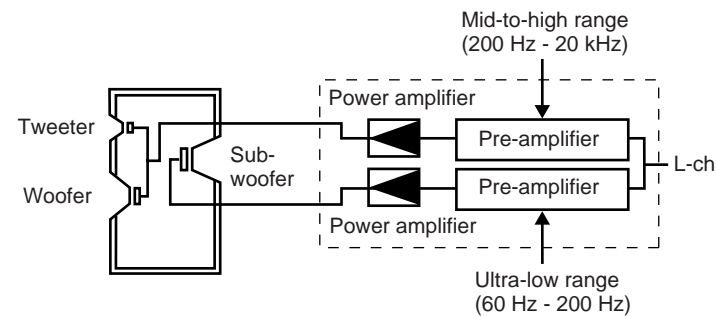 Mid-to-high range
(200 Hz - 20 kHz)
Power amplifier
Pre-amplifier
Tweeter
Sub-
woofer
L-ch
Woofer
Pre-amplifier
Power amplifier
Ultra-low range
(60 Hz - 200 Hz)